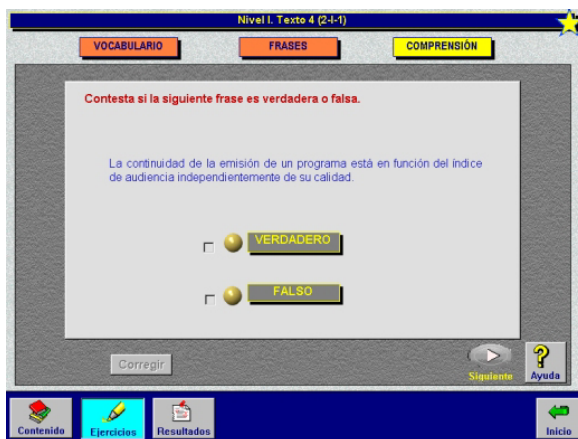 Nivel I. Texto 4 (2-I-1)
VOCABULARIO
FRASES
COMPRENSIÓN
Contesta si la siguiente frase es verdadera o falsa.
La continuidad de la emisión de un programa está en función del índice
de audiencia independientemente de su calidad.
VERDADERO
FALSO
Corregir
Siguiente
Ayuda
Contenido
Ejercicios
Resultados
Inicio